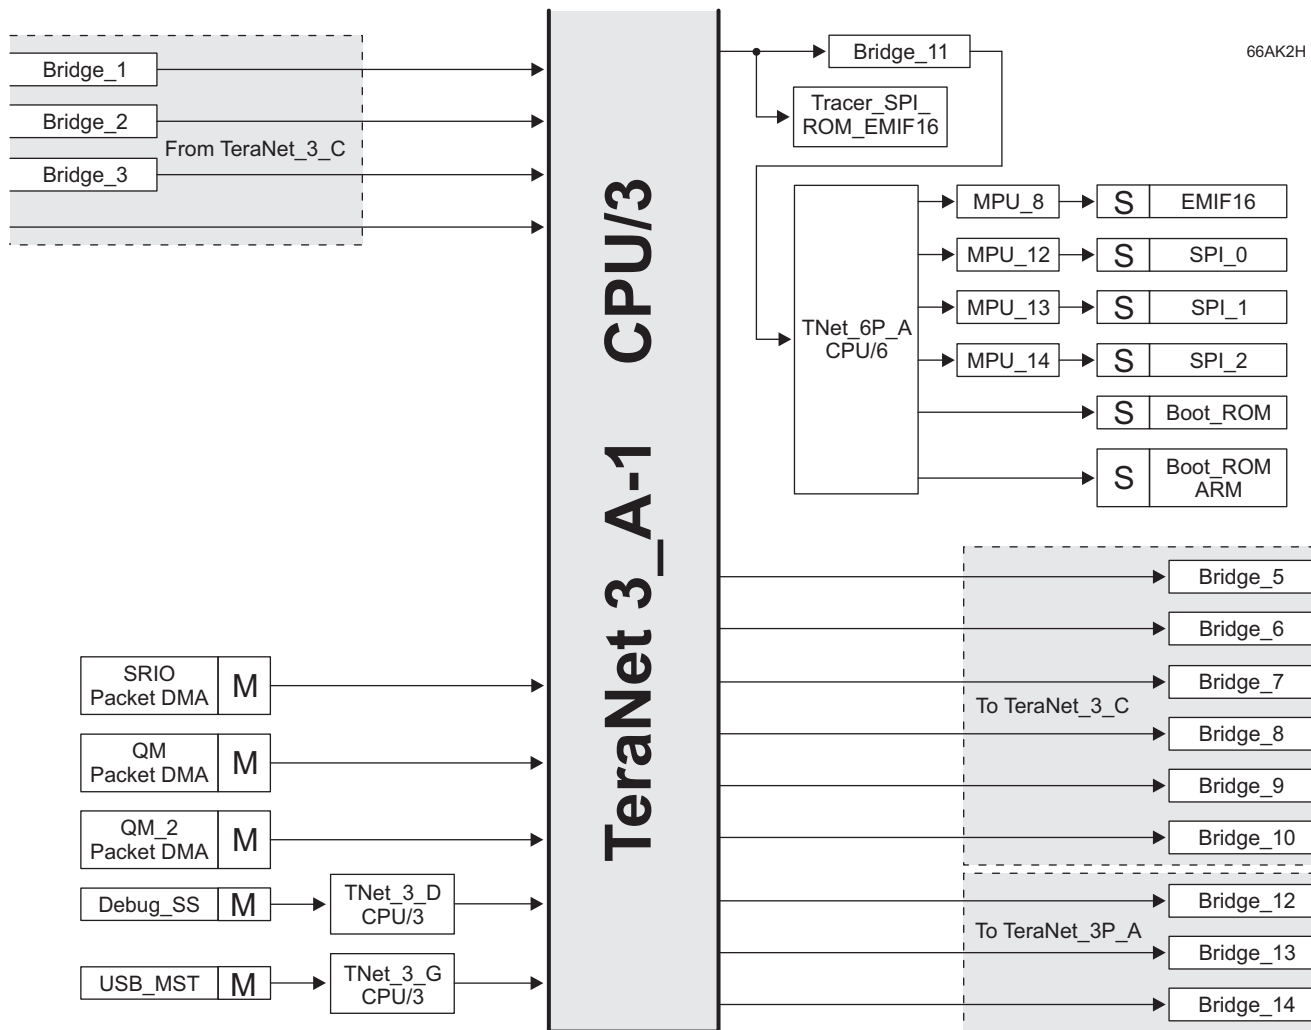 66AK2H
Bridge_1
Bridge_2
From TeraNet_3_C
Bridge_3
SRIO
Packet DMA
M
QM
Packet DMA
M
QM_2
Packet DMA
M
Debug_SS
M
TNet_3_D
CPU/3
USB_MST
M
TNet_3_G
CPU/3
TeraNet 3_A-1 CPU/3
Bridge_11
Tracer_SPI_
ROM_EMIF16
TNet_6P_A
CPU/6
MPU_8
S
EMIF16
MPU_12
S
SPI_0
MPU_13
S
SPI_1
MPU_14
S
SPI_2
S
Boot_ROM
S
Boot_ROM
ARM
Bridge_5
Bridge_6
Bridge_7
To TeraNet_3_C
Bridge_8
Bridge_9
Bridge_10
Bridge_12
To TeraNet_3P_A
Bridge_13
Bridge_14